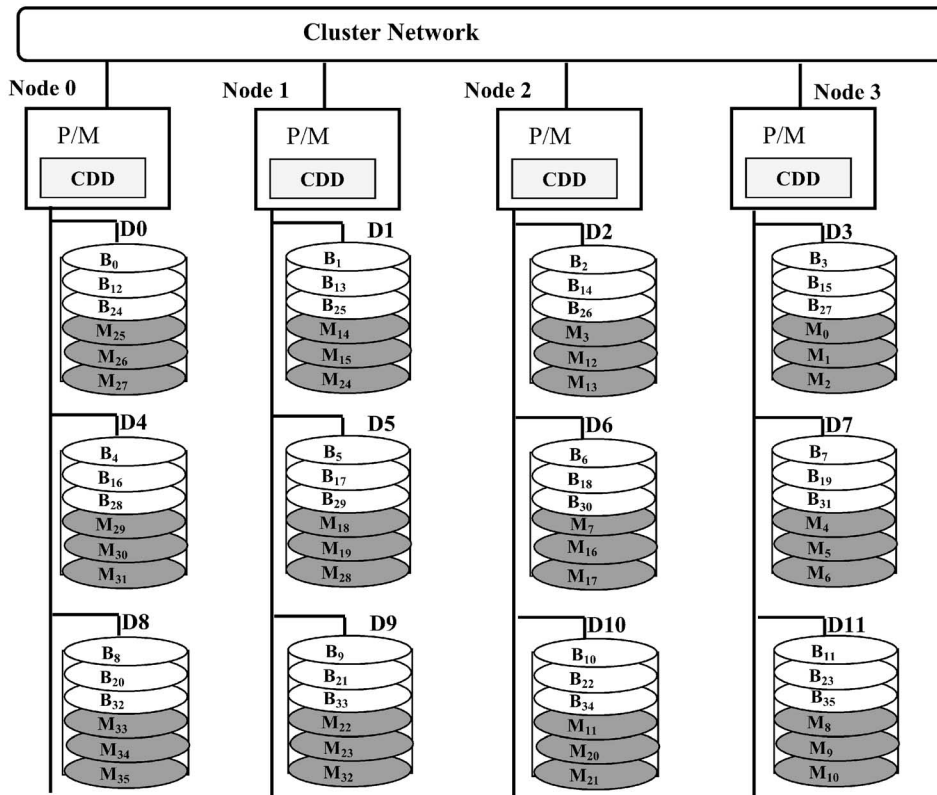 Cluster Network
Node 0
Node 1
Node 2
Node 3
P/M
P/M
P/M
P/M
CDD
CDD
CDD
CDD
D0
B₀
B₁₂
B₂₄
M₂₅
M₂₆
M₂₇
D1
B₁
B₁₃
B₂₅
M₁₄
M₁₅
M₂₄
D2
B₂
B₁₄
B₂₆
M₃
M₁₂
M₁₃
D3
B₃
B₁₅
B₂₇
M₀
M₁
M₂
D4
B₄
B₁₆
B₂₈
M₂₉
M₃₀
M₃₁
D5
B₅
B₁₇
B₂₉
M₁₈
M₁₉
M₂₈
D6
B₆
B₁₈
B₃₀
M₇
M₁₆
M₁₇
D7
B₇
B₁₉
B₃₁
M₄
M₅
M₆
D8
B₈
B₂₀
B₃₂
M₃₃
M₃₄
M₃₅
D9
B₉
B₂₁
B₃₃
M₂₂
M₂₃
M₃₂
D10
B₁₀
B₂₂
B₃₄
M₁₁
M₂₀
M₂₁
D11
B₁₁
B₂₃
B₃₅
M₈
M₉
M₁₀